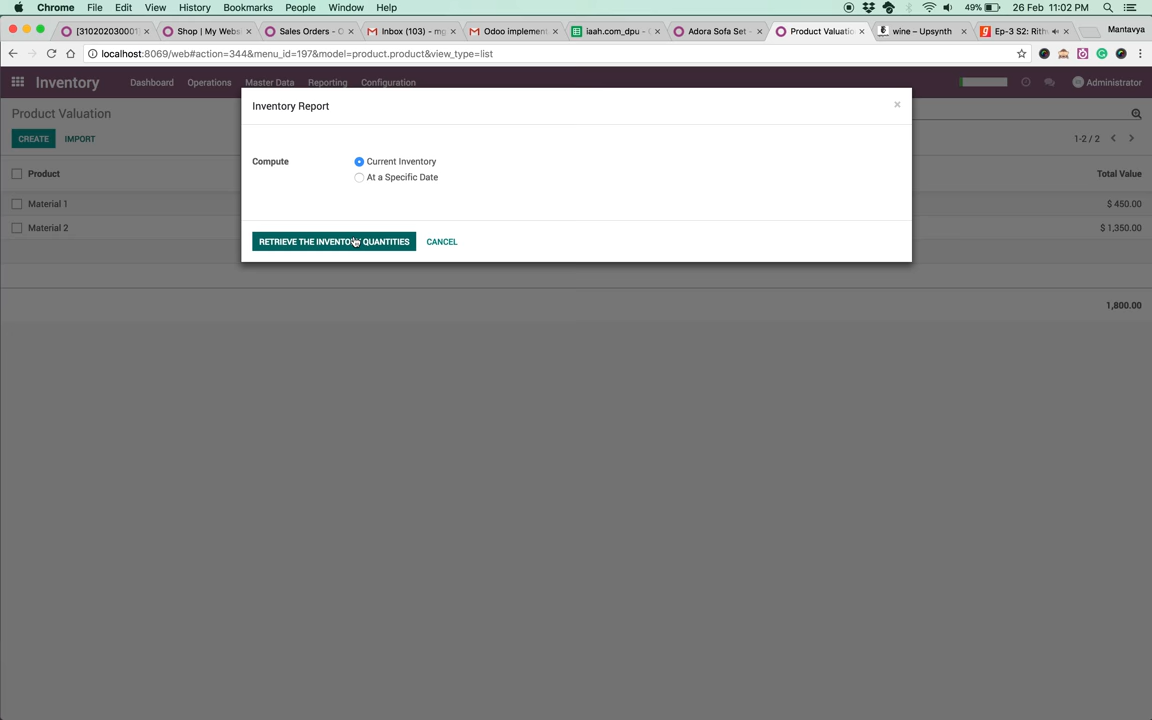 Chrome File Edit View History Bookmarks People Window Help 49% 26 Feb 11:02 PM
[310202030001 Shop | My Webs Sales Orders - O Inbox (103) - mg Odoo implement iaah.com_dpu - Adora Sofa Set - Product Valuatio wine – Upsynth Ep-3 S2: Rith Mantavya
localhost:8069/web#action=344&menu_id=197&model=product.product&view_type=list
Inventory Dashboard Operations Master Data Reporting Configuration Administrator
Inventory Report
Product Valuation
CREATE IMPORT 1-2 / 2
Compute Current Inventory
At a Specific Date
Product Total Value
Material 1 $ 450.00
Material 2 $ 1,350.00
RETRIEVE THE INVENTORY QUANTITIES CANCEL
1,800.00